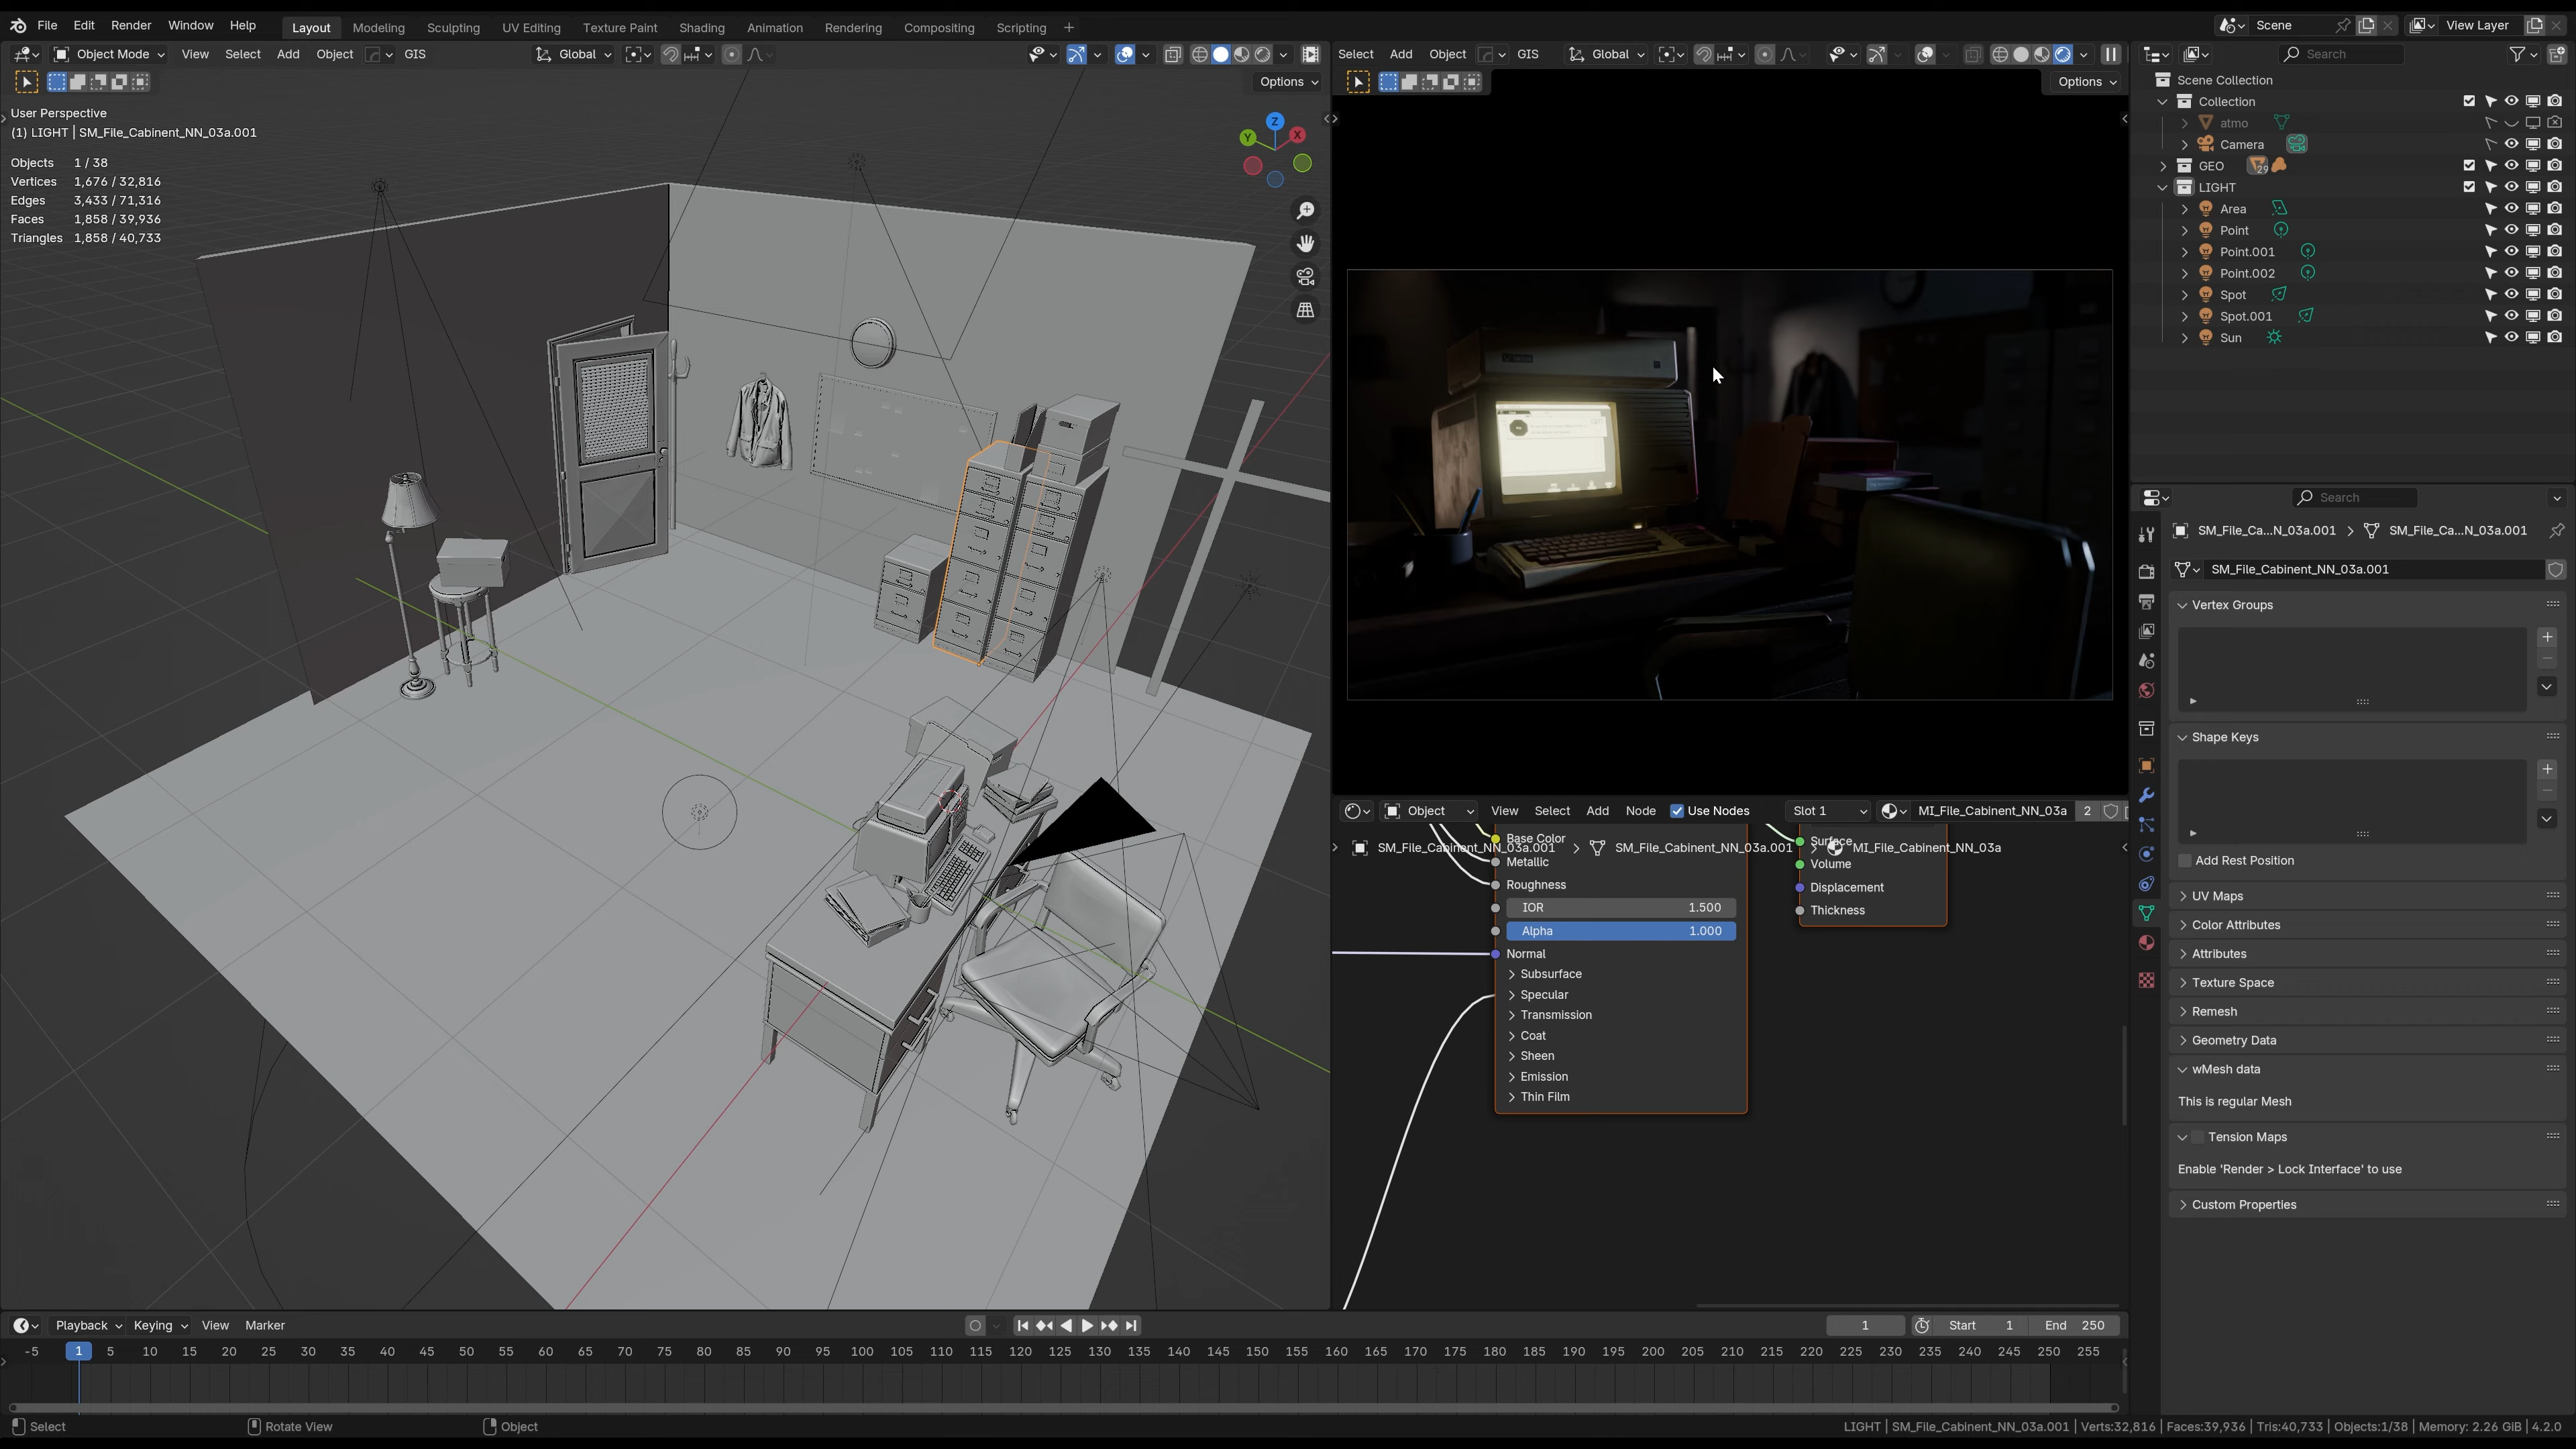 File Edit Render Window Help Layout Modeling Sculpting UV Editing Texture Paint Shading Animation Rendering Compositing Scripting + Scene View Layer
Object Mode View Select Add Object GIS Global
Options
User Perspective
(1) LIGHT | SM_File_Cabinent_NN_03a.001
Objects 1 / 38
Vertices 1,676 / 32,816
Edges 3,433 / 71,316
Faces 1,858 / 39,936
Triangles 1,858 / 40,733
Z
Y
X
Select Add Object GIS Global
Options
Search
Scene Collection
Collection
atmo
Camera
GEO 29
LIGHT
Area
Point
Point.001
Point.002
Spot
Spot.001
Sun
Search
SM_File_Ca...N_03a.001 > SM_File_Ca...N_03a.001
SM_File_Cabinent_NN_03a.001
Vertex Groups
Shape Keys
Add Rest Position
UV Maps
Color Attributes
Attributes
Texture Space
Remesh
Geometry Data
wMesh data
This is regular Mesh
Tension Maps
Enable 'Render > Lock Interface' to use
Custom Properties
Object View Select Add Node Use Nodes Slot 1 MI_File_Cabinent_NN_03a 2
SM_File_Cabinent_NN_03a.001 > SM_File_Cabinent_NN_03a.001 > MI_File_Cabinent_NN_03a
Base Color
Metallic
Roughness
IOR 1.500
Alpha 1.000
Normal
Subsurface
Specular
Transmission
Coat
Sheen
Emission
Thin Film
Surface
Volume
Displacement
Thickness
Playback Keying View Marker 1 Start 1 End 250
-5 1 5 10 15 20 25 30 35 40 45 50 55 60 65 70 75 80 85 90 95 100 105 110 115 120 125 130 135 140 145 150 155 160 165 170 175 180 185 190 195 200 205 210 215 220 225 230 235 240 245 250 255
Select Rotate View Object LIGHT | SM_File_Cabinent_NN_03a.001 | Verts:32,816 | Faces:39,936 | Tris:40,733 | Objects:1/38 | Memory: 2.26 GiB | 4.2.0